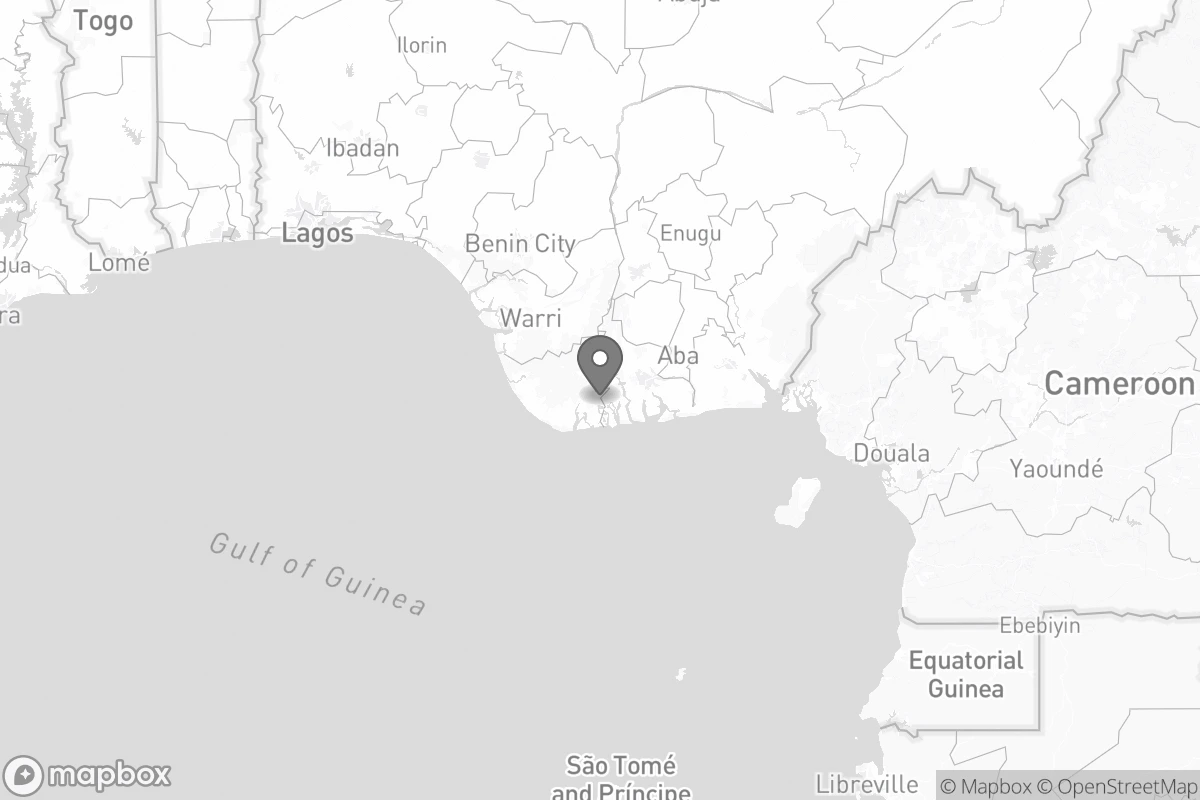 Abuja
Togo
Ilorin
Ibadan
Lagos
Benin City
Enugu
Lomé
dua
ra
Warri
Aba
Cameroon
Douala
Yaoundé
Gulf of Guinea
Ebebiyin
Equatorial
Guinea
São Tomé
and Príncipe
Libreville
mapbox
© Mapbox © OpenStreetMap